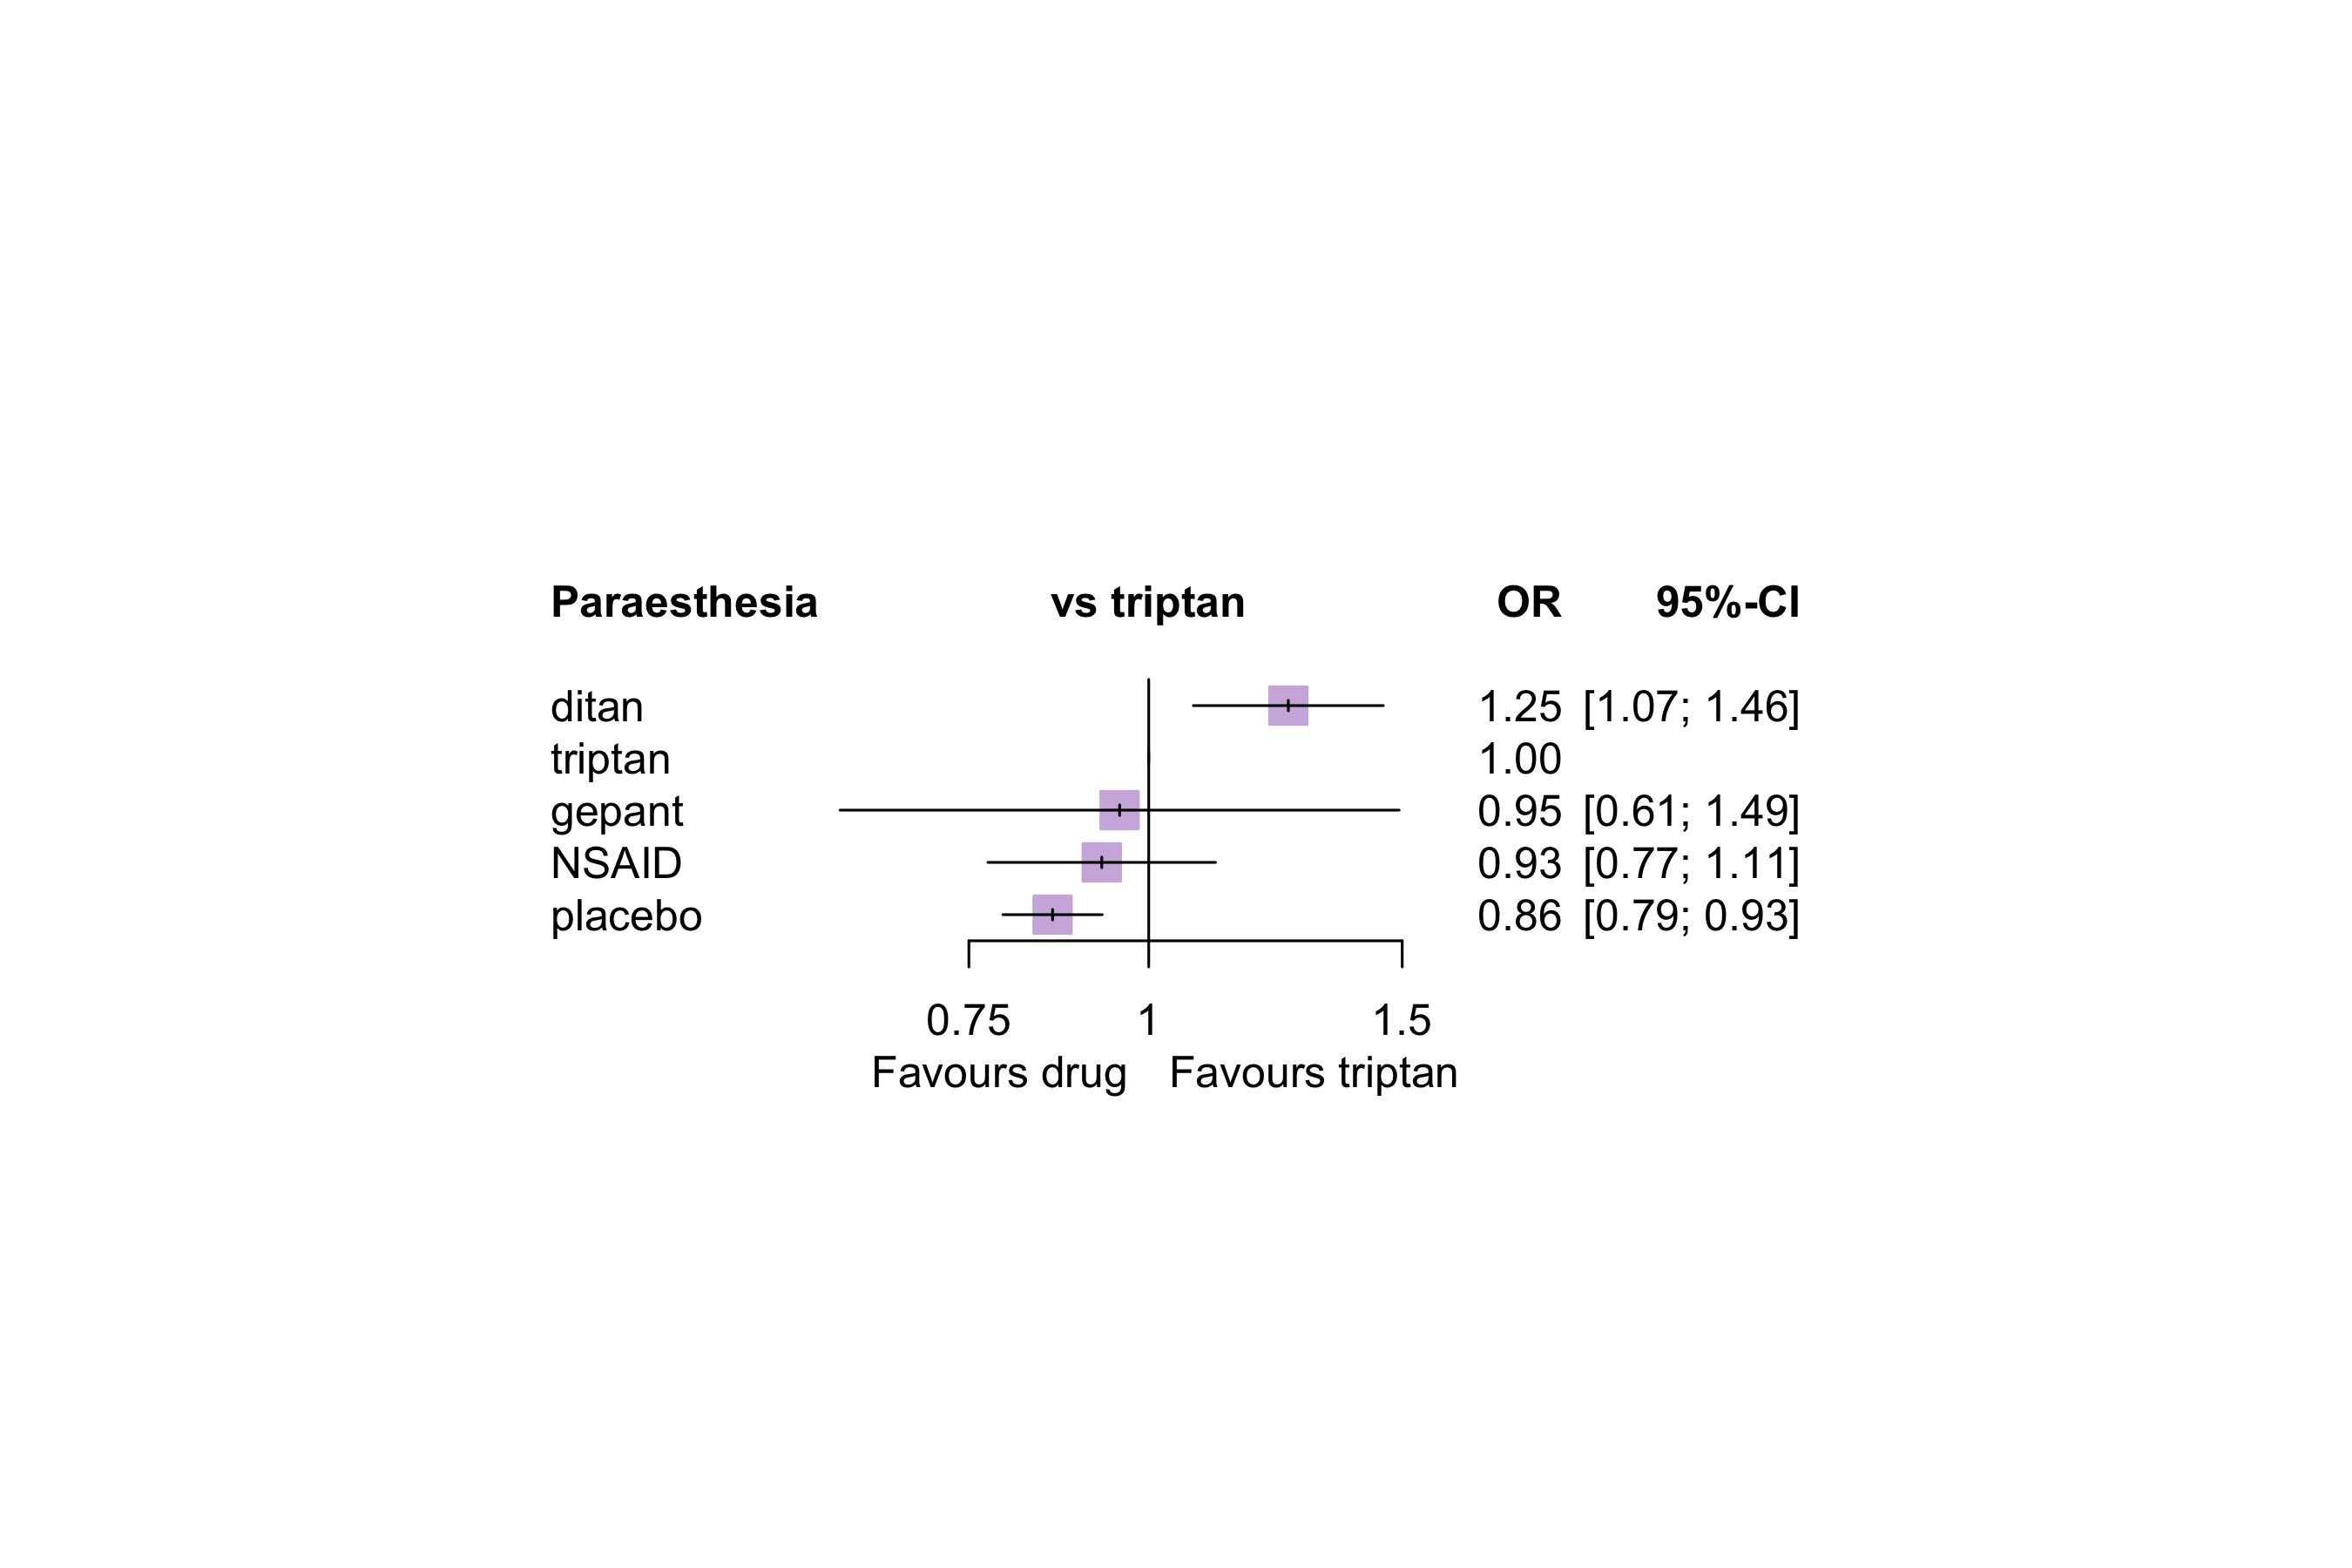 Paraesthesia vs triptan OR 95%-CI
ditan 1.25 [1.07; 1.46]
triptan 1.00
gepant 0.95 [0.61; 1.49]
NSAID 0.93 [0.77; 1.11]
placebo 0.86 [0.79; 0.93]
0.75 1 1.5
Favours drug Favours triptan